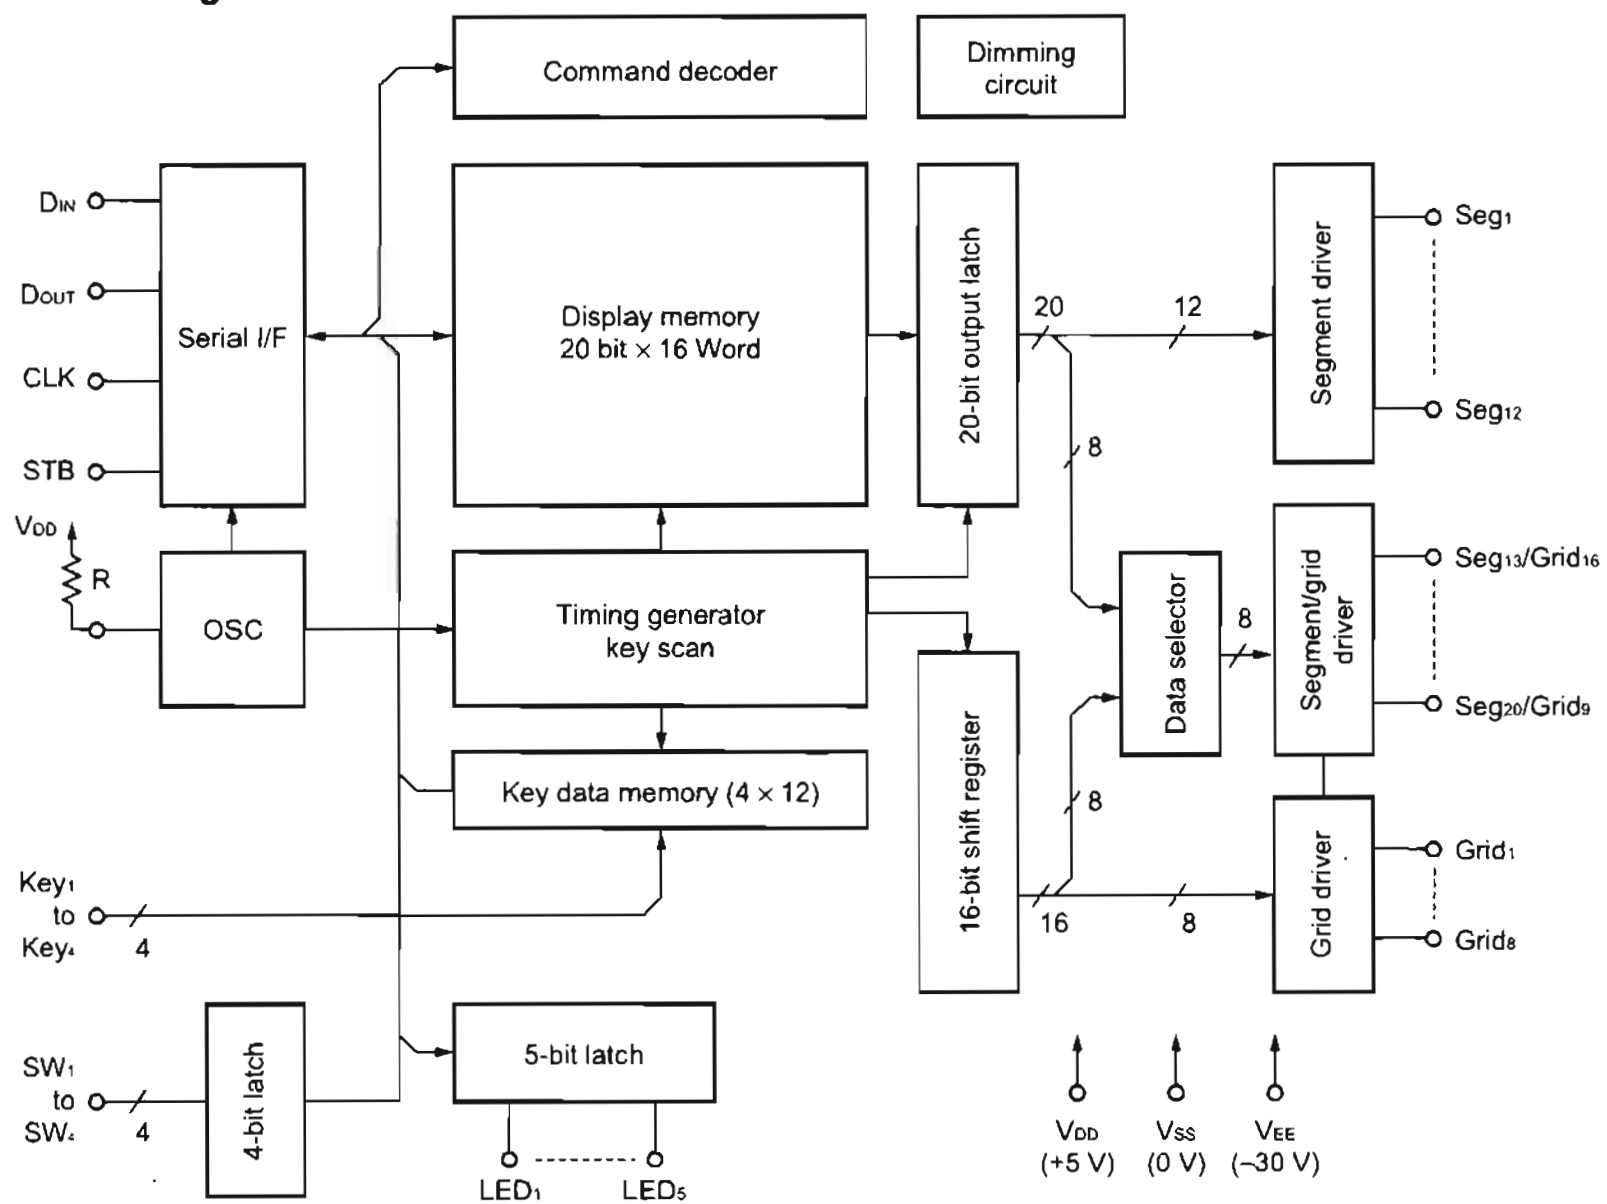 Command decoder
Dimming
circuit
DIN
DOUT
CLK
STB
Serial I/F
Display memory
20 bit × 16 Word
20-bit output latch
20
12
8
Segment driver
Seg1
Seg12
VDD
R
OSC
Timing generator
key scan
Data selector
8
Segment/grid
driver
Seg13/Grid16
Seg20/Grid9
Key data memory (4 × 12)
16-bit shift register
8
16
8
Grid driver
Grid1
Grid8
Key1
to
Key4
4
SW1
to
SW4
4
4-bit latch
5-bit latch
LED1
LED5
VDD
(+5 V)
VSS
(0 V)
VEE
(–30 V)